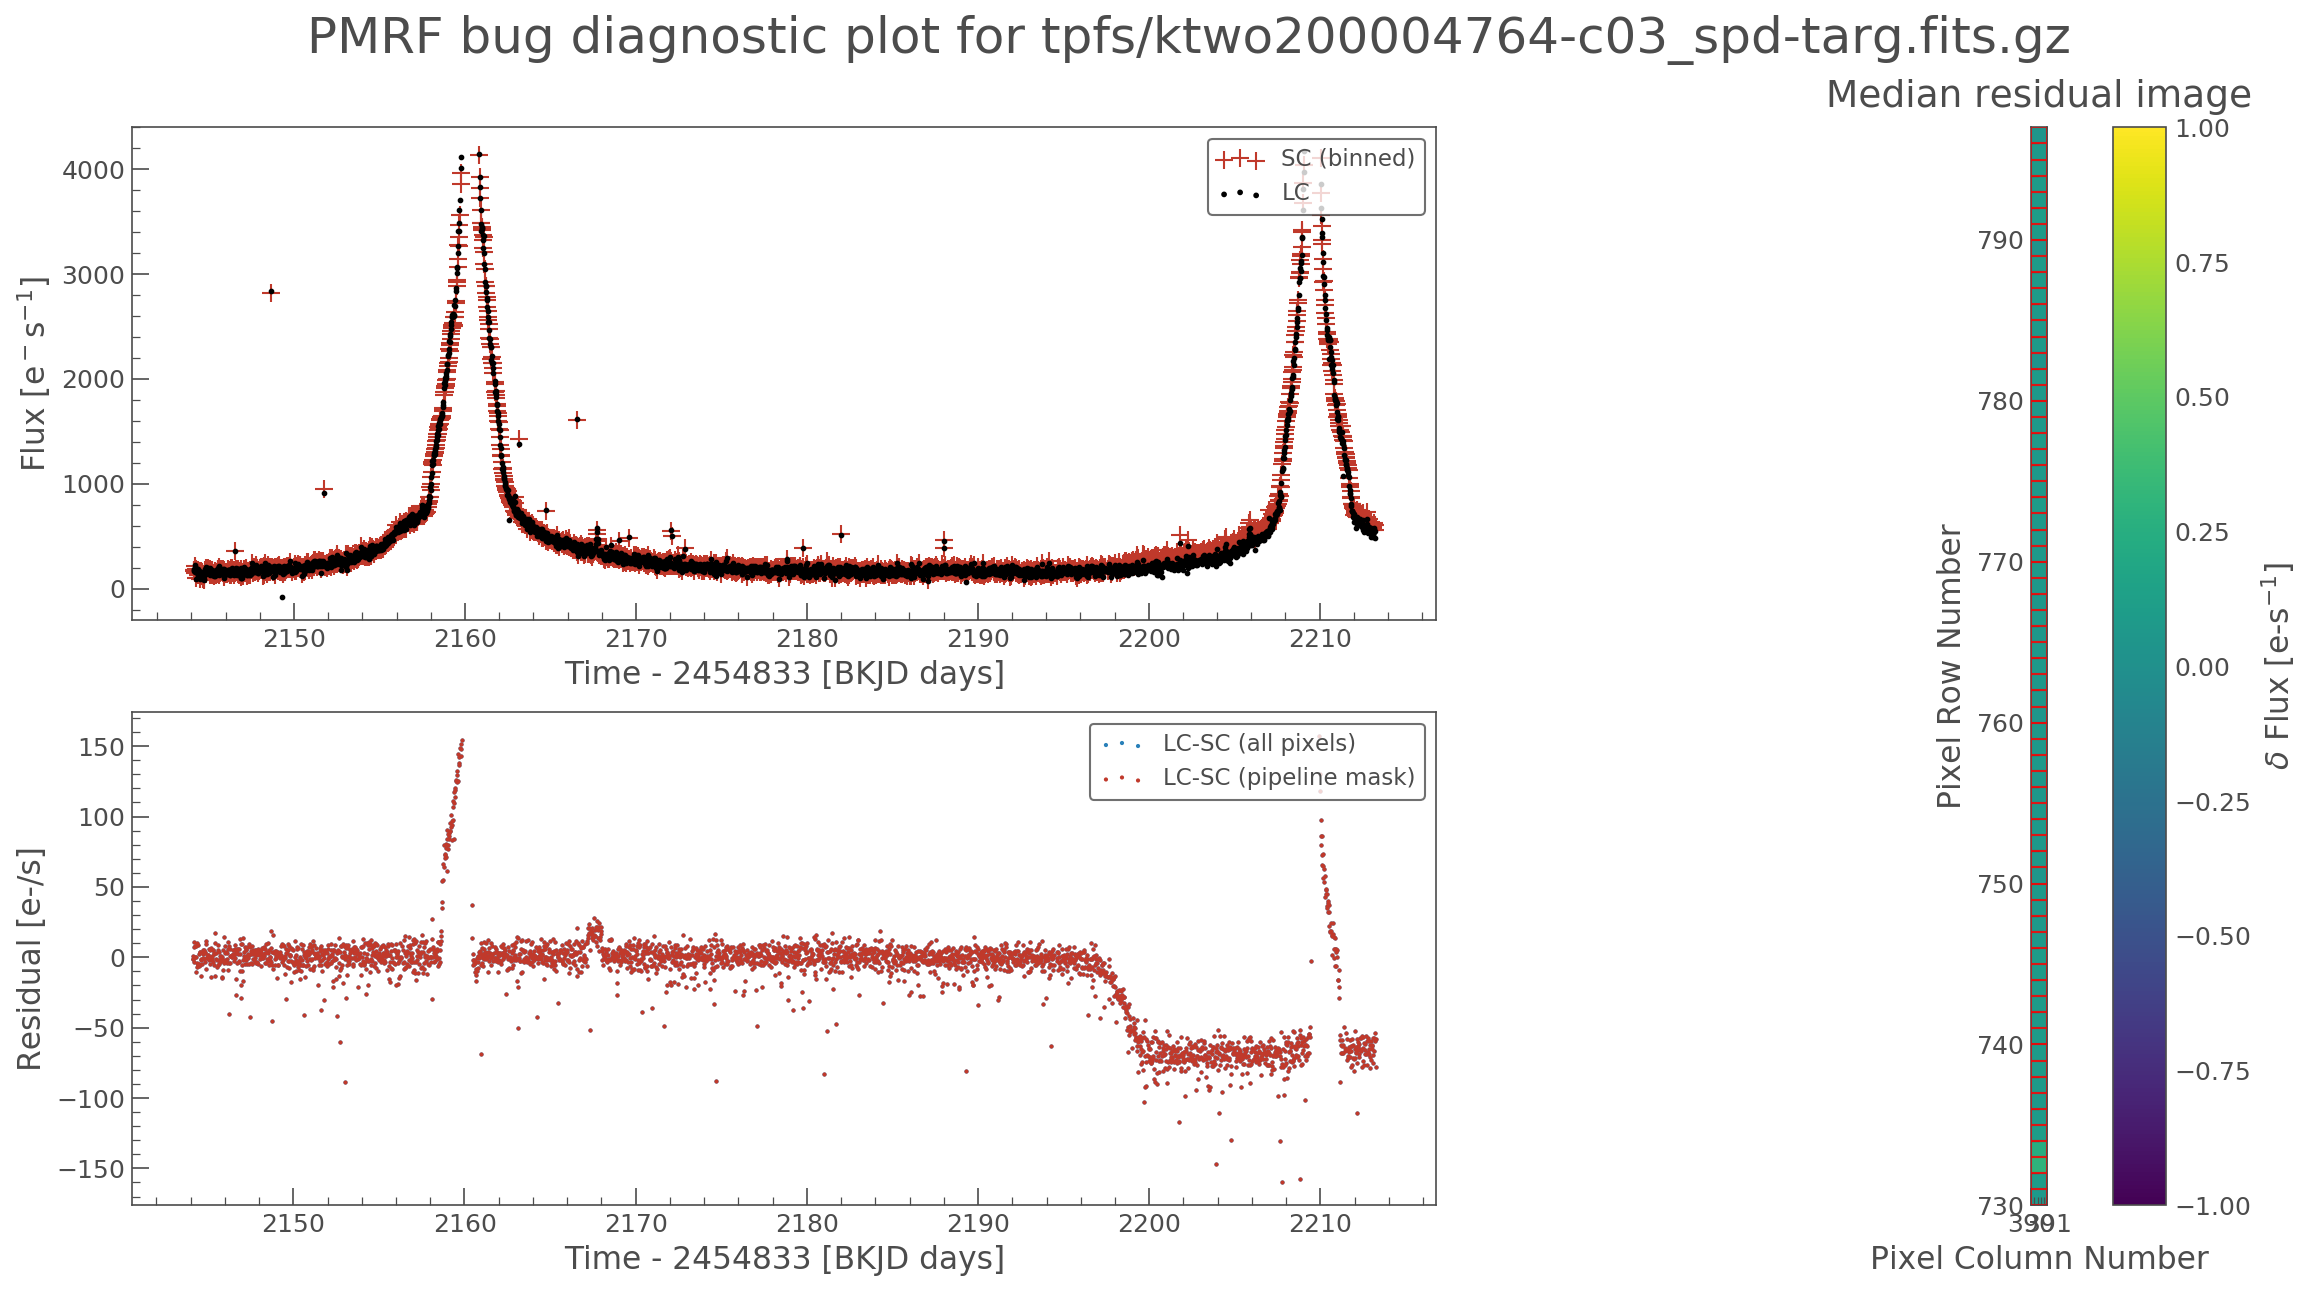 PMRF bug diagnostic plot for tpfs/ktwo200004764-c03_spd-targ.fits.gz
Flux [e⁻ s⁻¹]
4000
3000
2000
1000
0
SC (binned)
LC
2150 2160 2170 2180 2190 2200 2210
Time - 2454833 [BKJD days]
Residual [e-/s]
150
100
50
0
−50
−100
−150
LC-SC (all pixels)
LC-SC (pipeline mask)
2150 2160 2170 2180 2190 2200 2210
Time - 2454833 [BKJD days]
Median residual image
Pixel Row Number
790
780
770
760
750
740
730
Pixel Column Number
1.00
0.75
0.50
0.25
0.00
−0.25
−0.50
−0.75
−1.00
δ Flux [e-s⁻¹]